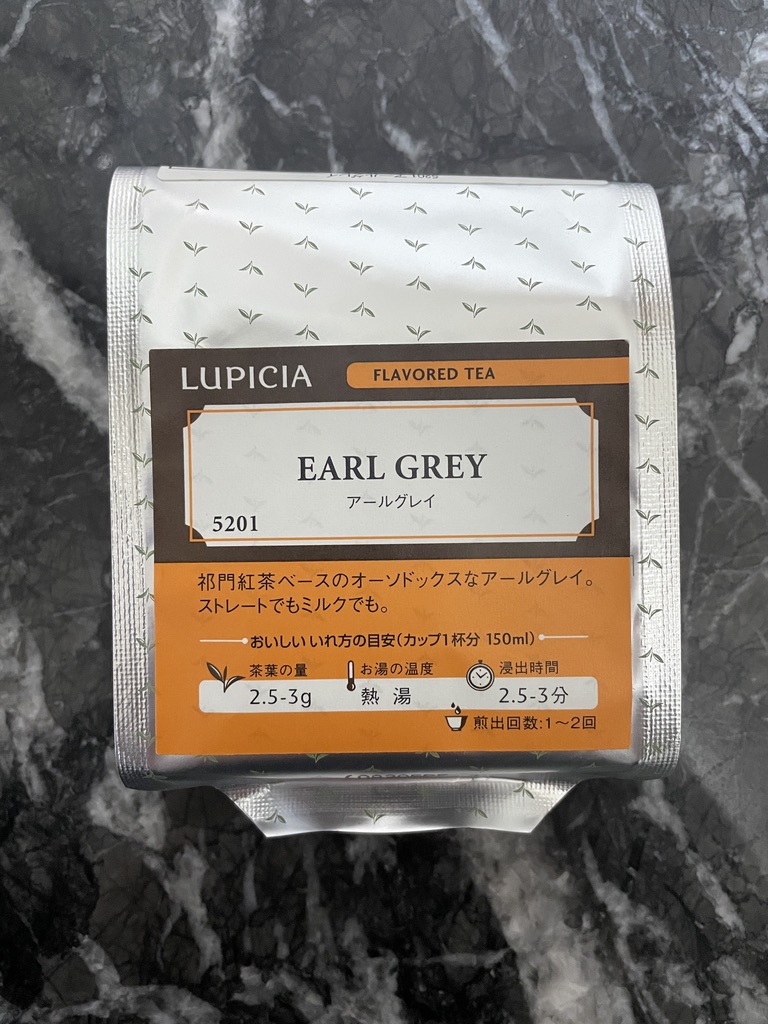 LUPICIA
FLAVORED TEA
EARL GREY
アールグレイ
5201
祁門紅茶ベースのオーソドックスなアールグレイ。
ストレートでもミルクでも。
おいしい いれ方の目安(カップ1杯分 150ml)
茶葉の量 お湯の温度 浸出時間
2.5-3g 熱 湯 2.5-3分
煎出回数:1〜2回